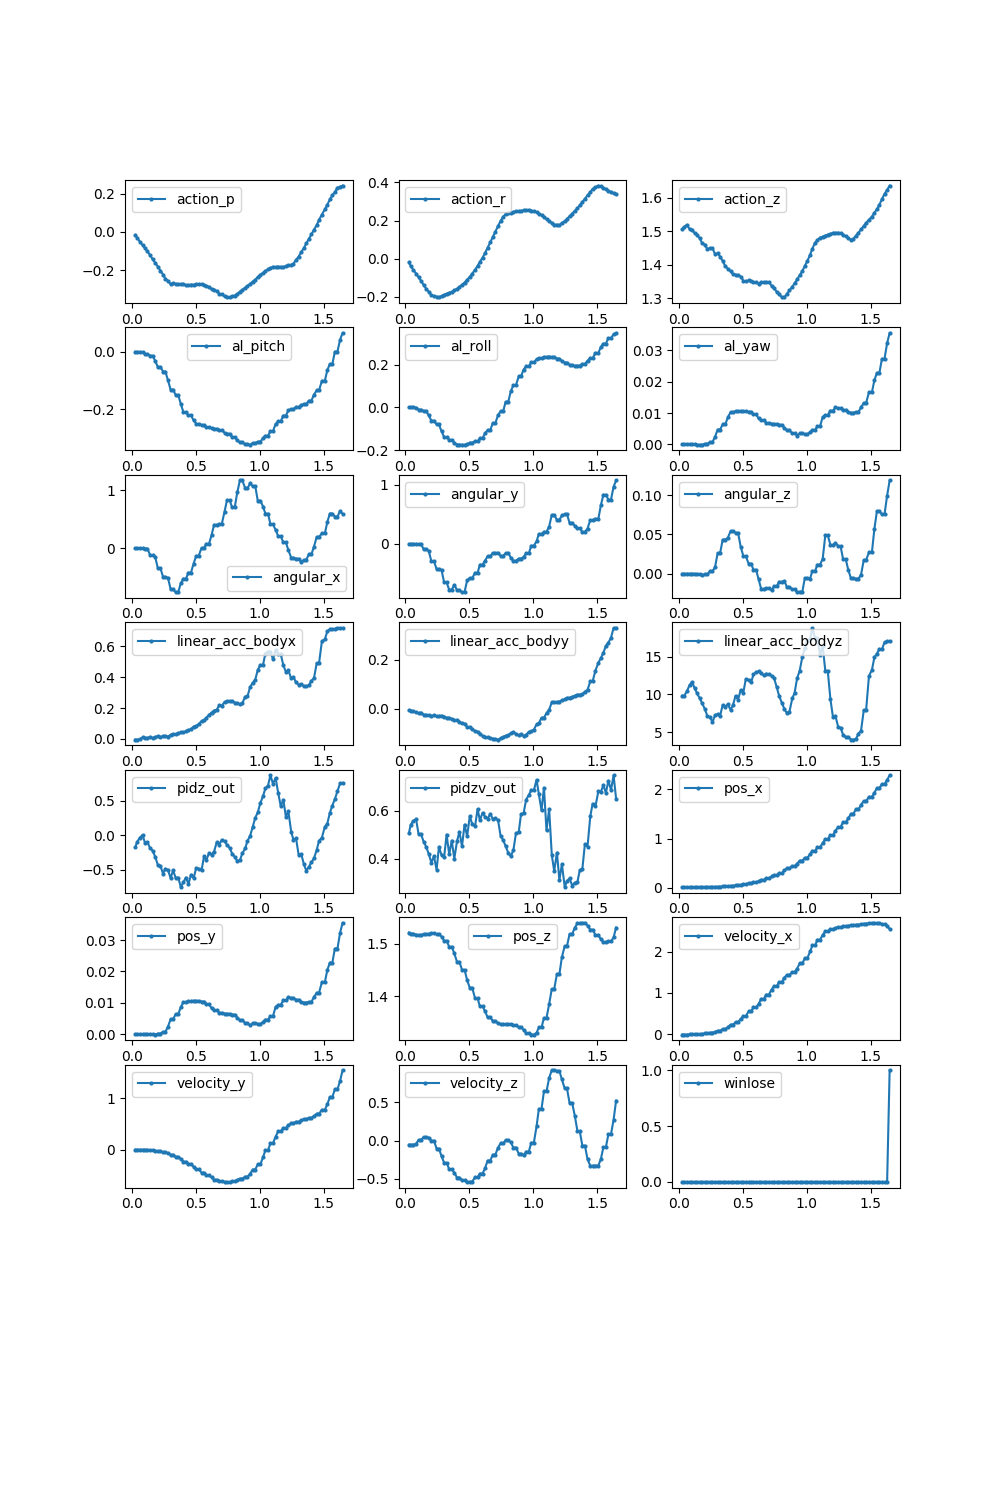 action_p
0.2
0.0
−0.2
0.0 0.5 1.0 1.5
action_r
0.4
0.2
0.0
−0.2
0.0 0.5 1.0 1.5
action_z
1.6
1.5
1.4
1.3
0.0 0.5 1.0 1.5
al_pitch
0.0
−0.2
0.0 0.5 1.0 1.5
al_roll
0.2
0.0
−0.2
0.0 0.5 1.0 1.5
al_yaw
0.03
0.02
0.01
0.00
0.0 0.5 1.0 1.5
angular_x
1
0
0.0 0.5 1.0 1.5
angular_y
1
0
0.0 0.5 1.0 1.5
angular_z
0.10
0.05
0.00
0.0 0.5 1.0 1.5
linear_acc_bodyx
0.6
0.4
0.2
0.0
0.0 0.5 1.0 1.5
linear_acc_bodyy
0.2
0.0
0.0 0.5 1.0 1.5
linear_acc_bodyz
15
10
5
0.0 0.5 1.0 1.5
pidz_out
0.5
0.0
−0.5
0.0 0.5 1.0 1.5
pidzv_out
0.6
0.4
0.0 0.5 1.0 1.5
pos_x
2
1
0
0.0 0.5 1.0 1.5
pos_y
0.03
0.02
0.01
0.00
0.0 0.5 1.0 1.5
pos_z
1.5
1.4
0.0 0.5 1.0 1.5
velocity_x
2
1
0
0.0 0.5 1.0 1.5
velocity_y
1
0
0.0 0.5 1.0 1.5
velocity_z
0.5
0.0
−0.5
0.0 0.5 1.0 1.5
winlose
1.0
0.5
0.0
0.0 0.5 1.0 1.5